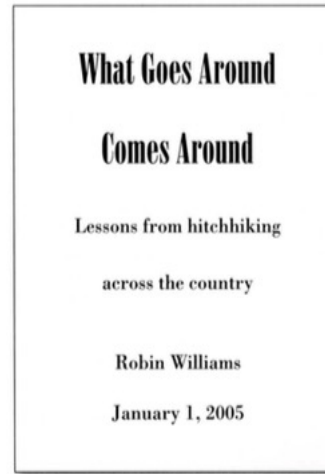 What Goes Around
Comes Around
Lessons from hitchhiking
across the country
Robin Williams
January 1, 2005